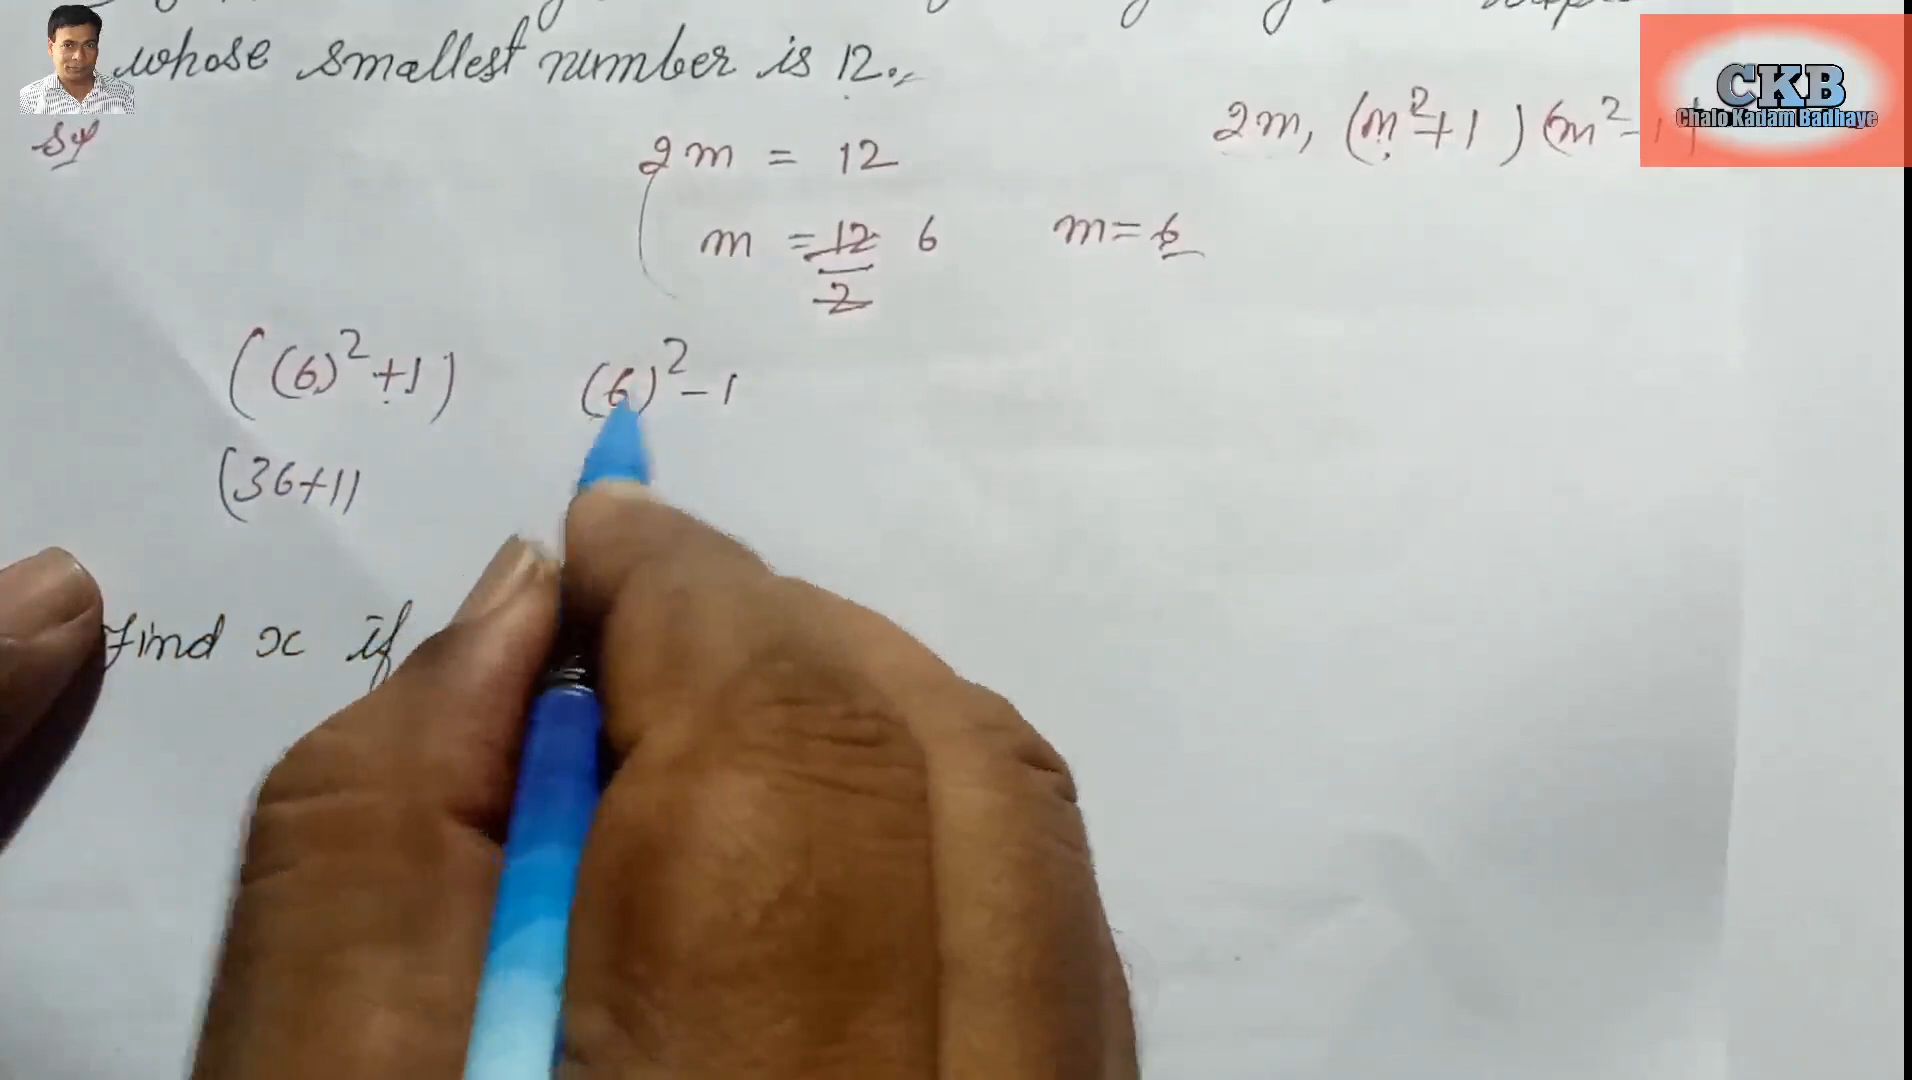 whose smallest number is 12.
CKB
Chalo Kadam Badhaye
2m, (m²+1) (m²-1)
2m = 12
m = 12/2 6 m = 6
((6)²+1) (6)²-1
(36+1)
find x if